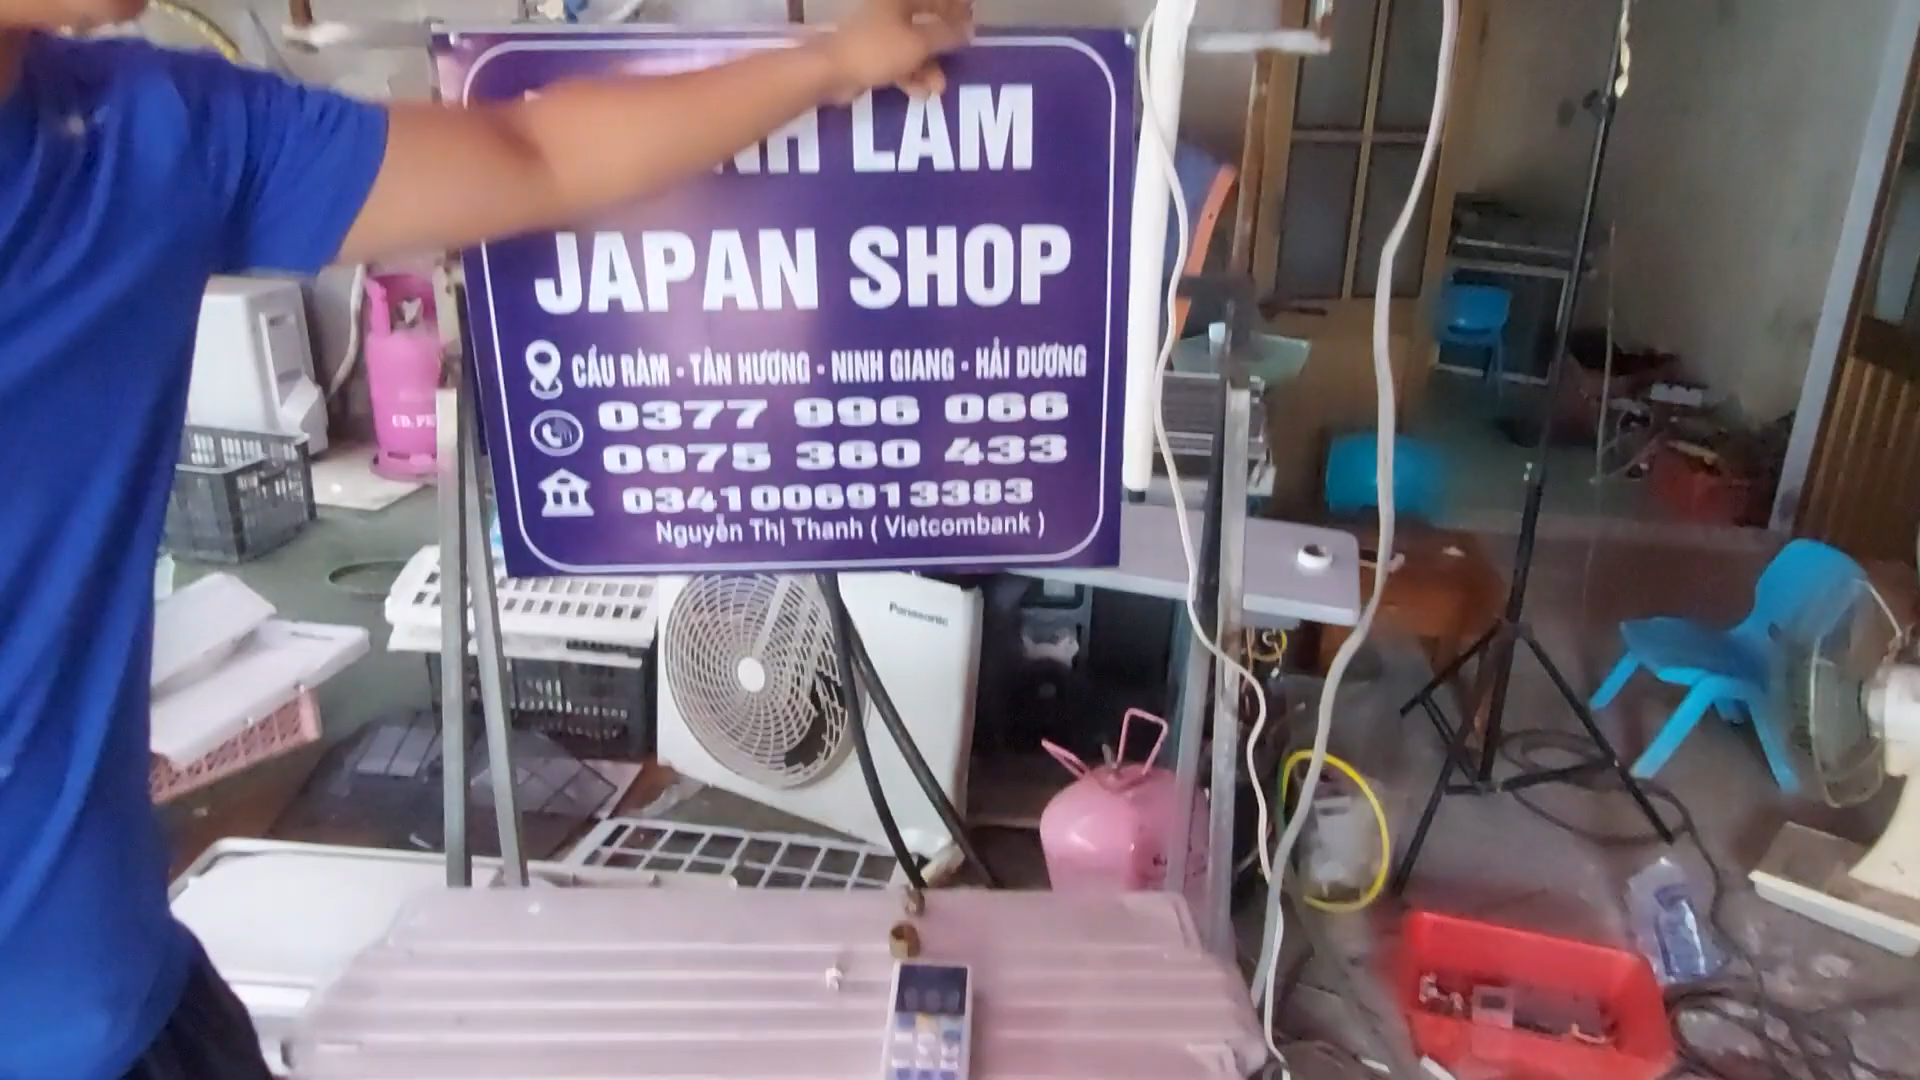 LAM
JAPAN SHOP
CẦU RÀM - TÂN HƯƠNG - NINH GIANG - HẢI DƯƠNG
0377 996 066
0975 360 433
0341006913383
Nguyễn Thị Thanh ( Vietcombank )
Panasonic